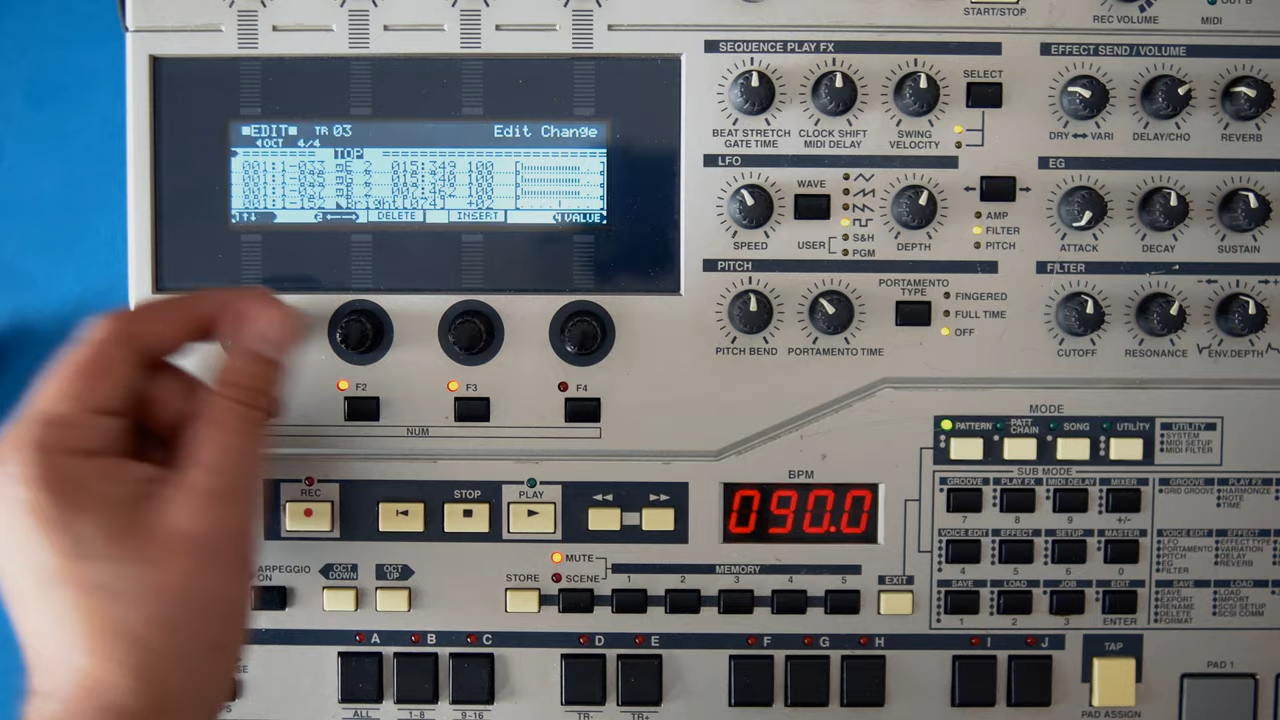 START/STOP
REC VOLUME
MIDI
OUT B
SEQUENCE PLAY FX
EFFECT SEND / VOLUME
SELECT
BEAT STRETCH
GATE TIME
CLOCK SHIFT
MIDI DELAY
SWING
VELOCITY
DRY VARI
DELAY/CHO
REVERB
EDIT TR 03 Edit Change
OCT 4/4
TOP
DELETE INSERT VALUE
LFO
EG
WAVE
SPEED
USER
S&H
PGM
DEPTH
AMP
FILTER
PITCH
ATTACK
DECAY
SUSTAIN
PITCH
FILTER
PORTAMENTO
TYPE
FINGERED
FULL TIME
OFF
PITCH BEND
PORTAMENTO TIME
CUTOFF
RESONANCE
ENV.DEPTH
F2
F3
F4
NUM
MODE
PATTERN
PATT
CHAIN
SONG
UTILITY
UTILITY
SYSTEM
MIDI SETUP
MIDI FILTER
SUB MODE
GROOVE
PLAY FX
MIDI DELAY
MIXER
7
8
9
+/-
GROOVE
GRID GROOVE
PLAY FX
HARMONIZE
NOTE
TIME
BPM
090.0
REC
STOP
PLAY
VOICE EDIT
EFFECT
SETUP
MASTER
4
5
6
0
VOICE EDIT
LFO
PORTAMENTO
PITCH
EG
FILTER
EFFECT
EFFECT TYPE
VARIATION
DELAY
REVERB
ARPEGGIO
ON
OCT
DOWN
OCT
UP
MUTE
SCENE
STORE
MEMORY
1
2
3
4
5
EXIT
SAVE
LOAD
JOB
EDIT
1
2
3
ENTER
SAVE
SAVE
EXPORT
RENAME
DELETE
FORMAT
LOAD
LOAD
IMPORT
SCSI SETUP
SCSI COMM
A
B
C
D
E
F
G
H
I
J
ALL
1-8
9-16
TR-
TR+
TAP
PAD ASSIGN
PAD 1